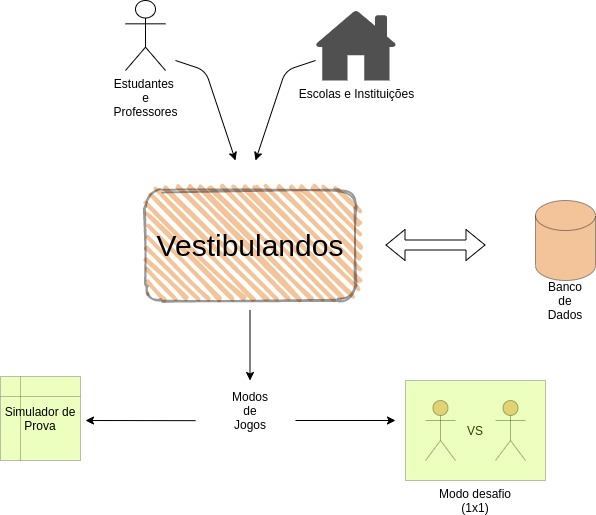 Estudantes
e
Professores
Escolas e Instituições
Vestibulandos
Banco
de
Dados
Modos
de
Jogos
Simulador de
Prova
VS
Modo desafio
(1x1)